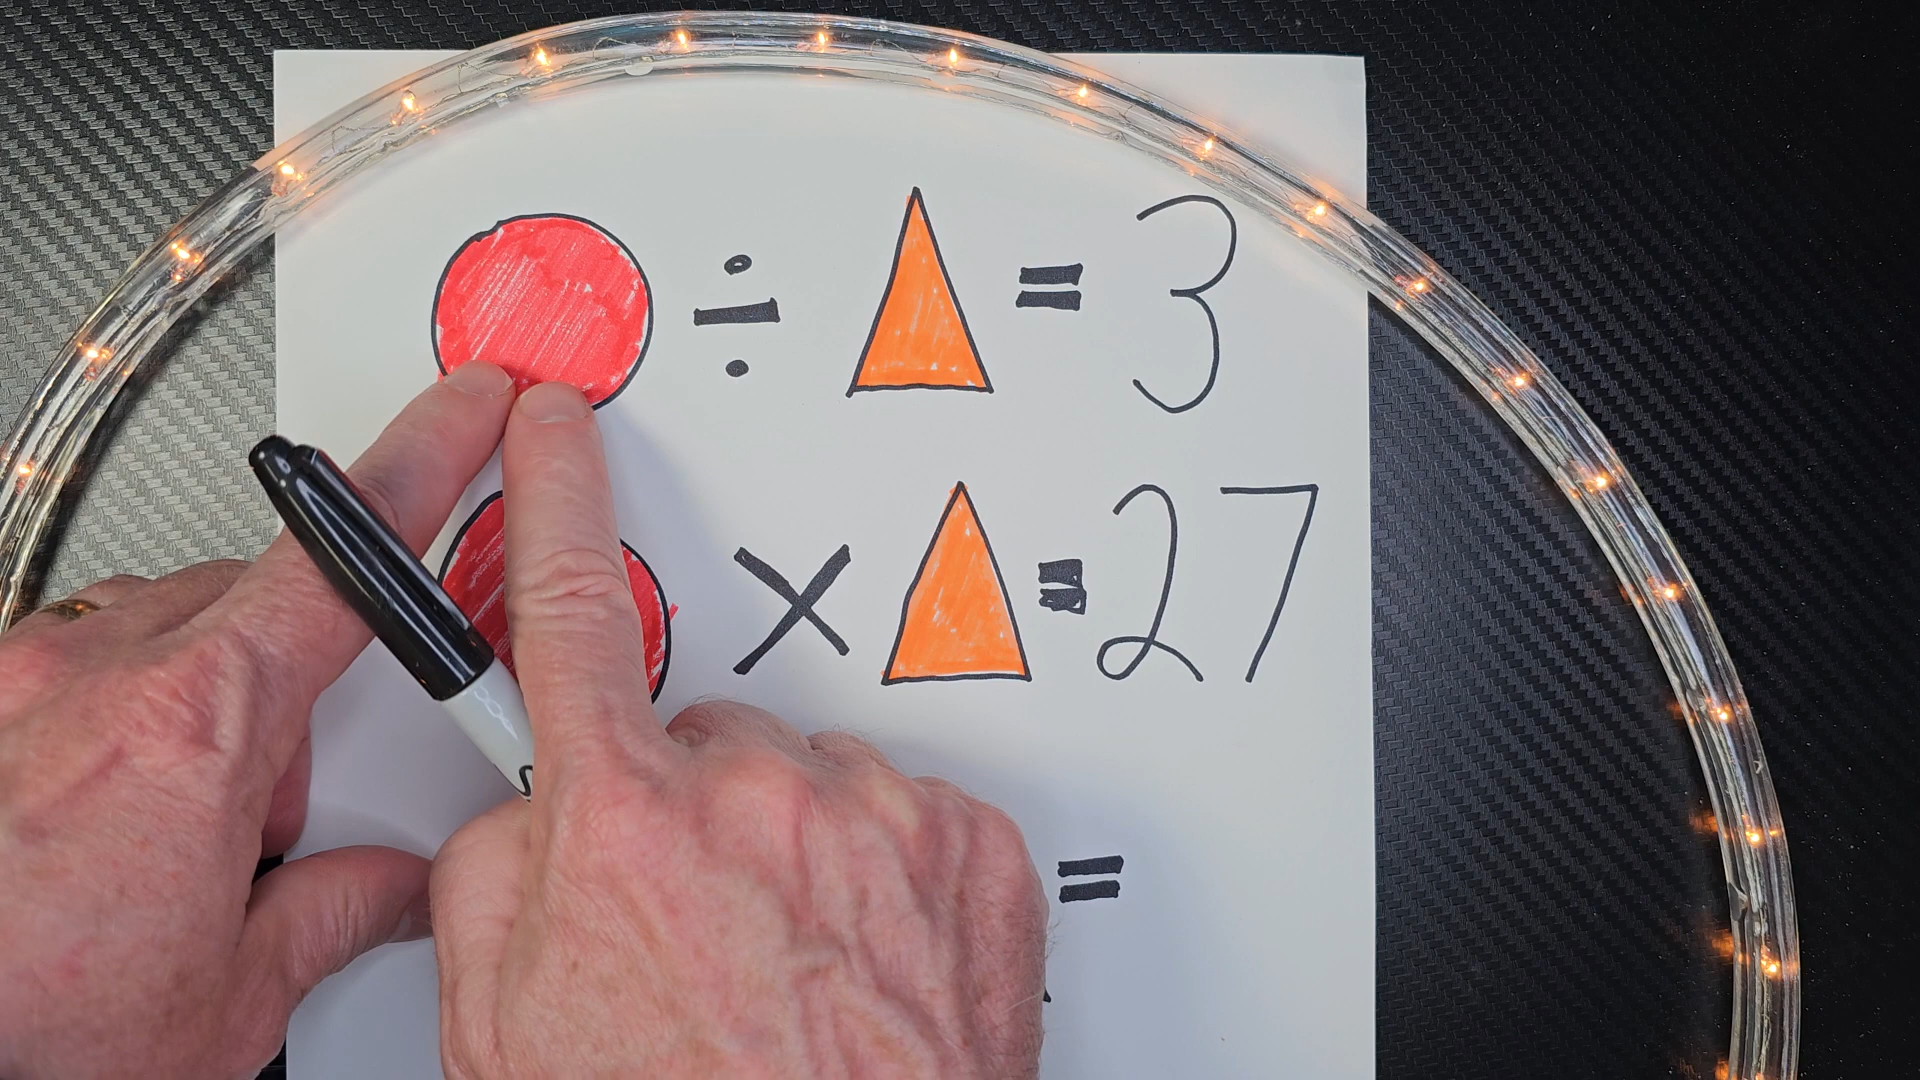 ÷ = 3
× = 27
=